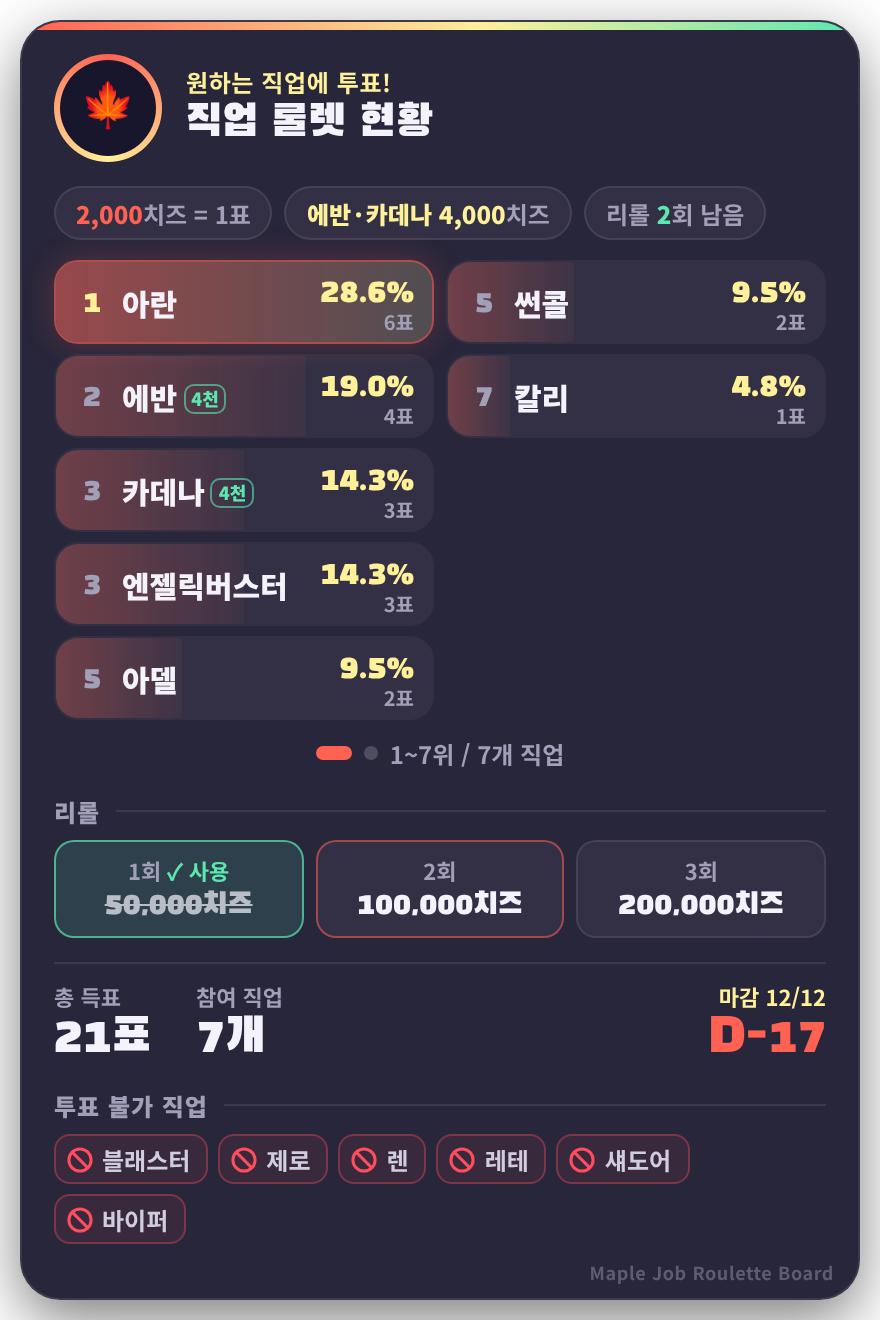 원하는 직업에 투표!
직업 룰렛 현황
2,000치즈 = 1표
에반·카데나 4,000치즈
리롤 2회 남음
1 아란 28.6%
6표
2 에반 4천 19.0%
4표
3 카데나 4천 14.3%
3표
3 엔젤릭버스터 14.3%
3표
5 아델 9.5%
2표
5 썬콜 9.5%
2표
7 칼리 4.8%
1표
1~7위 / 7개 직업
리롤
1회 ✓ 사용
50,000치즈
2회
100,000치즈
3회
200,000치즈
총 득표
21표
참여 직업
7개
마감 12/12
D-17
투표 불가 직업
블래스터
제로
렌
레테
섀도어
바이퍼
Maple Job Roulette Board